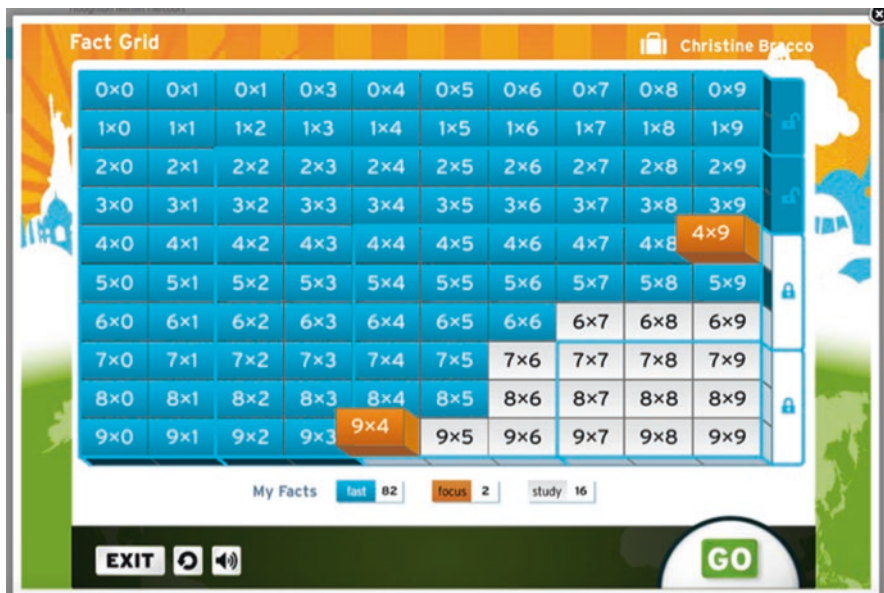 Houghton Mifflin Harcourt
Fact Grid Christine Bracco
0×0 0×1 0×1 0×3 0×4 0×5 0×6 0×7 0×8 0×9
1×0 1×1 1×2 1×3 1×4 1×5 1×6 1×7 1×8 1×9
2×0 2×1 2×2 2×3 2×4 2×5 2×6 2×7 2×8 2×9
3×0 3×1 3×2 3×3 3×4 3×5 3×6 3×7 3×8 3×9
4×0 4×1 4×2 4×3 4×4 4×5 4×6 4×7 4×8 4×9
5×0 5×1 5×2 5×3 5×4 5×5 5×6 5×7 5×8 5×9
6×0 6×1 6×2 6×3 6×4 6×5 6×6 6×7 6×8 6×9
7×0 7×1 7×2 7×3 7×4 7×5 7×6 7×7 7×8 7×9
8×0 8×1 8×2 8×3 8×4 8×5 8×6 8×7 8×8 8×9
9×0 9×1 9×2 9×3 9×4 9×5 9×6 9×7 9×8 9×9
My Facts fast 82 focus 2 study 16
EXIT GO